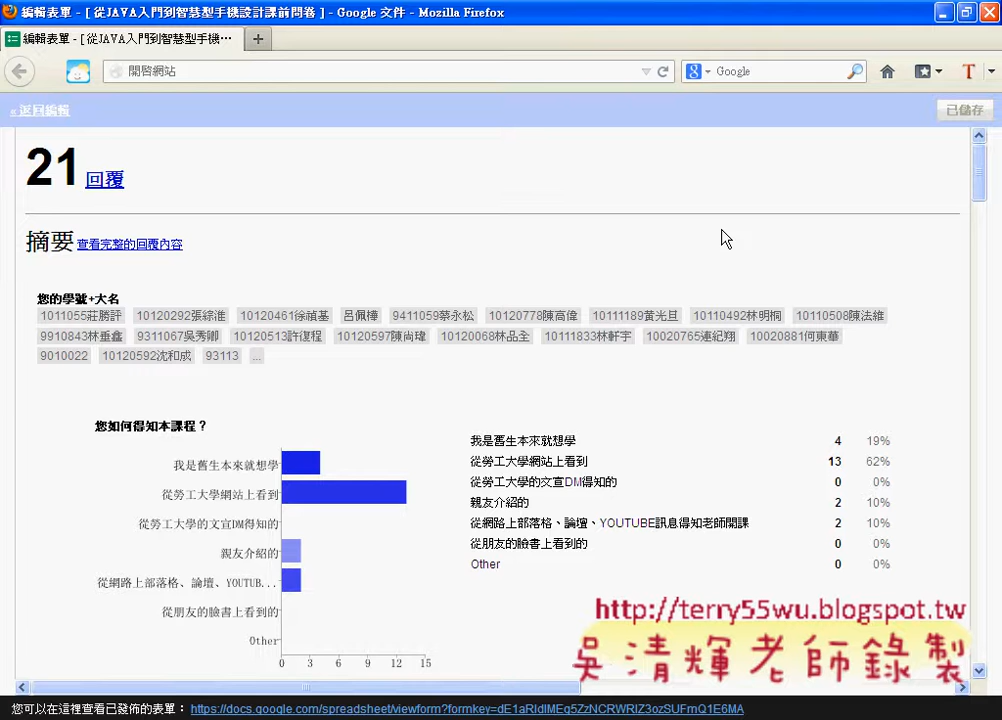 編輯表單 - [ 從JAVA入門到智慧型手機設計課前問卷 ] - Google 文件 - Mozilla Firefox
編輯表單 - [ 從JAVA入門到智慧型手機…
開啟網站
Google
« 返回編輯
已儲存
21 回覆
摘要 查看完整的回覆內容
您的學號+大名
1011055莊勝評 10120292張綜淮 10120461徐禎基 呂佩樺 9411059蔡永松 10120778陳高偉 10111189黃光旦 10110492林明桐 10110508陳法維
9910843林垂鑫 9311067吳秀卿 10120513許復程 10120597陳尚瑋 10120068林品全 10111833林軒宇 10020765連紀翔 10020881何東華
9010022 10120592沈和成 93113 ...
您如何得知本課程？
我是舊生本來就想學
從勞工大學網站上看到
從勞工大學的文宣DM得知的
親友介紹的
從網路上部落格、論壇、YOUTUB...
從朋友的臉書上看到的
Other
0 3 6 9 12 15
我是舊生本來就想學 4 19%
從勞工大學網站上看到 13 62%
從勞工大學的文宣DM得知的 0 0%
親友介紹的 2 10%
從網路上部落格、論壇、YOUTUBE訊息得知老師開課 2 10%
從朋友的臉書上看到的 0 0%
Other 0 0%
http://terry55wu.blogspot.tw
吳清輝老師錄製
您可以在這裡查看已發佈的表單： https://docs.google.com/spreadsheet/viewform?formkey=dE1aRldIMEq5ZzNCRWRIZ3ozSUFmQ1E6MA